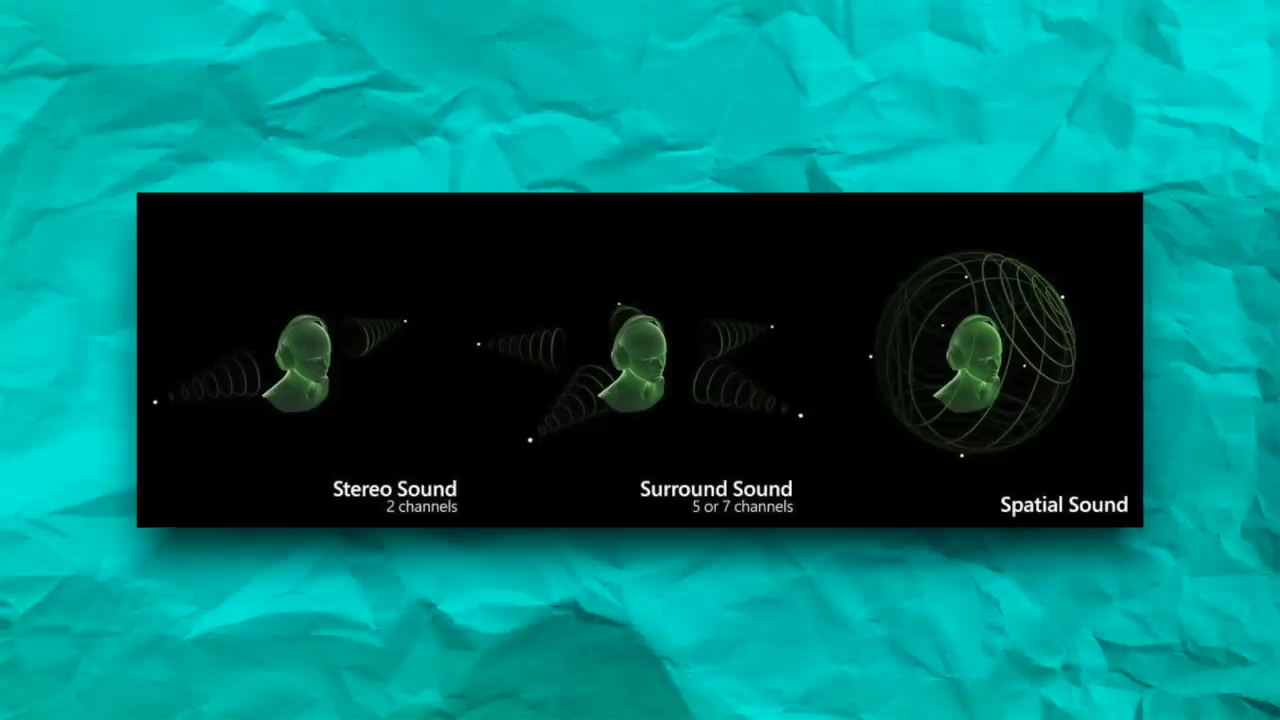 Stereo Sound
2 channels
Surround Sound
5 or 7 channels
Spatial Sound